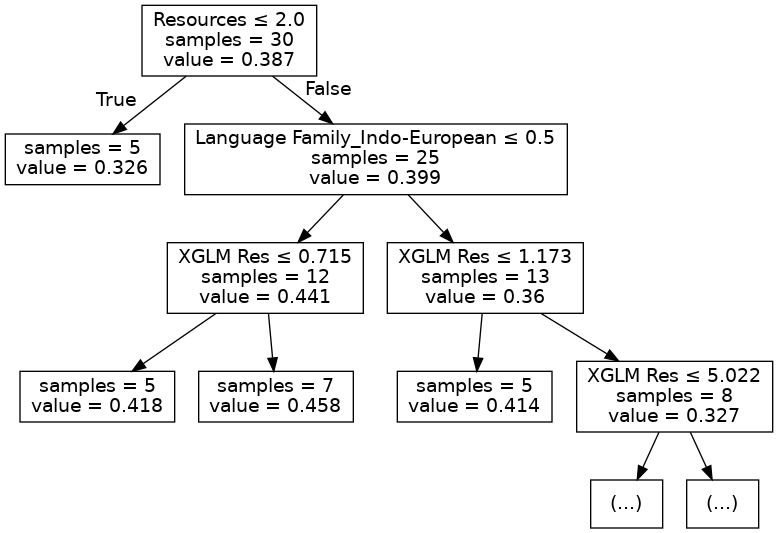 Resources ≤ 2.0
samples = 30
value = 0.387
True
False
samples = 5
value = 0.326
Language Family_Indo-European ≤ 0.5
samples = 25
value = 0.399
XGLM Res ≤ 0.715
samples = 12
value = 0.441
XGLM Res ≤ 1.173
samples = 13
value = 0.36
samples = 5
value = 0.418
samples = 7
value = 0.458
samples = 5
value = 0.414
XGLM Res ≤ 5.022
samples = 8
value = 0.327
(...)
(...)